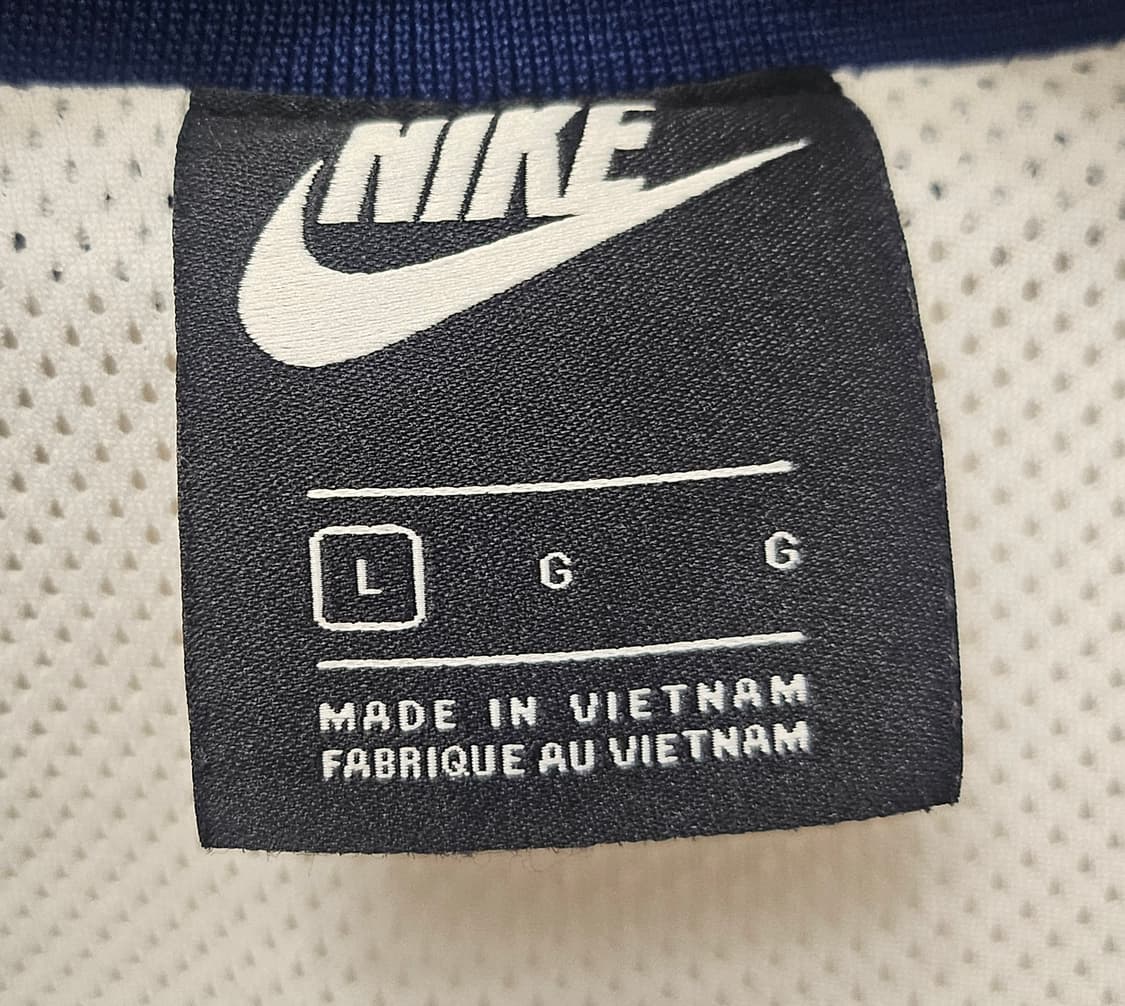 NIKE
L G G
MADE IN VIETNAM
FABRIQUE AU VIETNAM